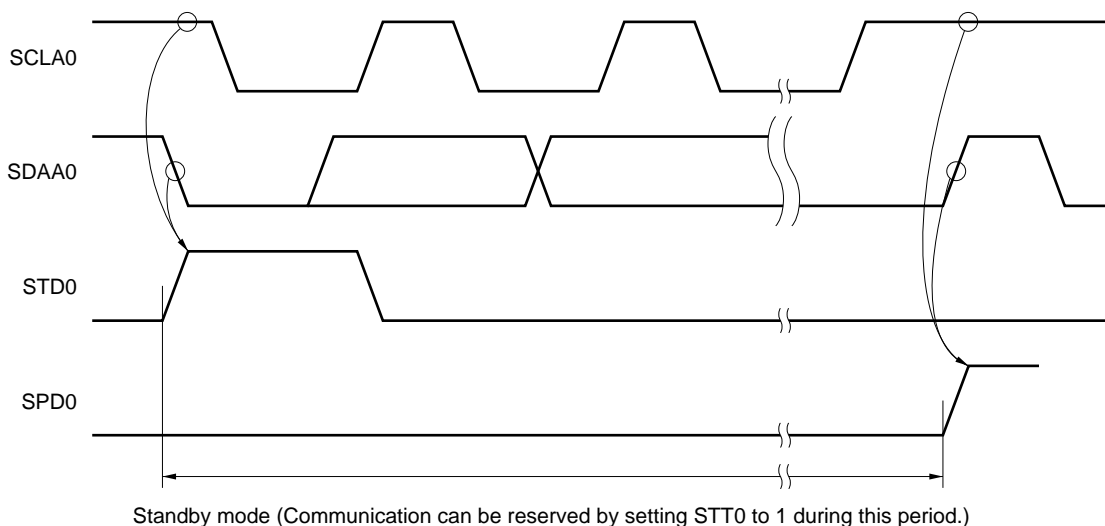 SCLA0
SDAA0
STD0
SPD0
Standby mode (Communication can be reserved by setting STT0 to 1 during this period.)